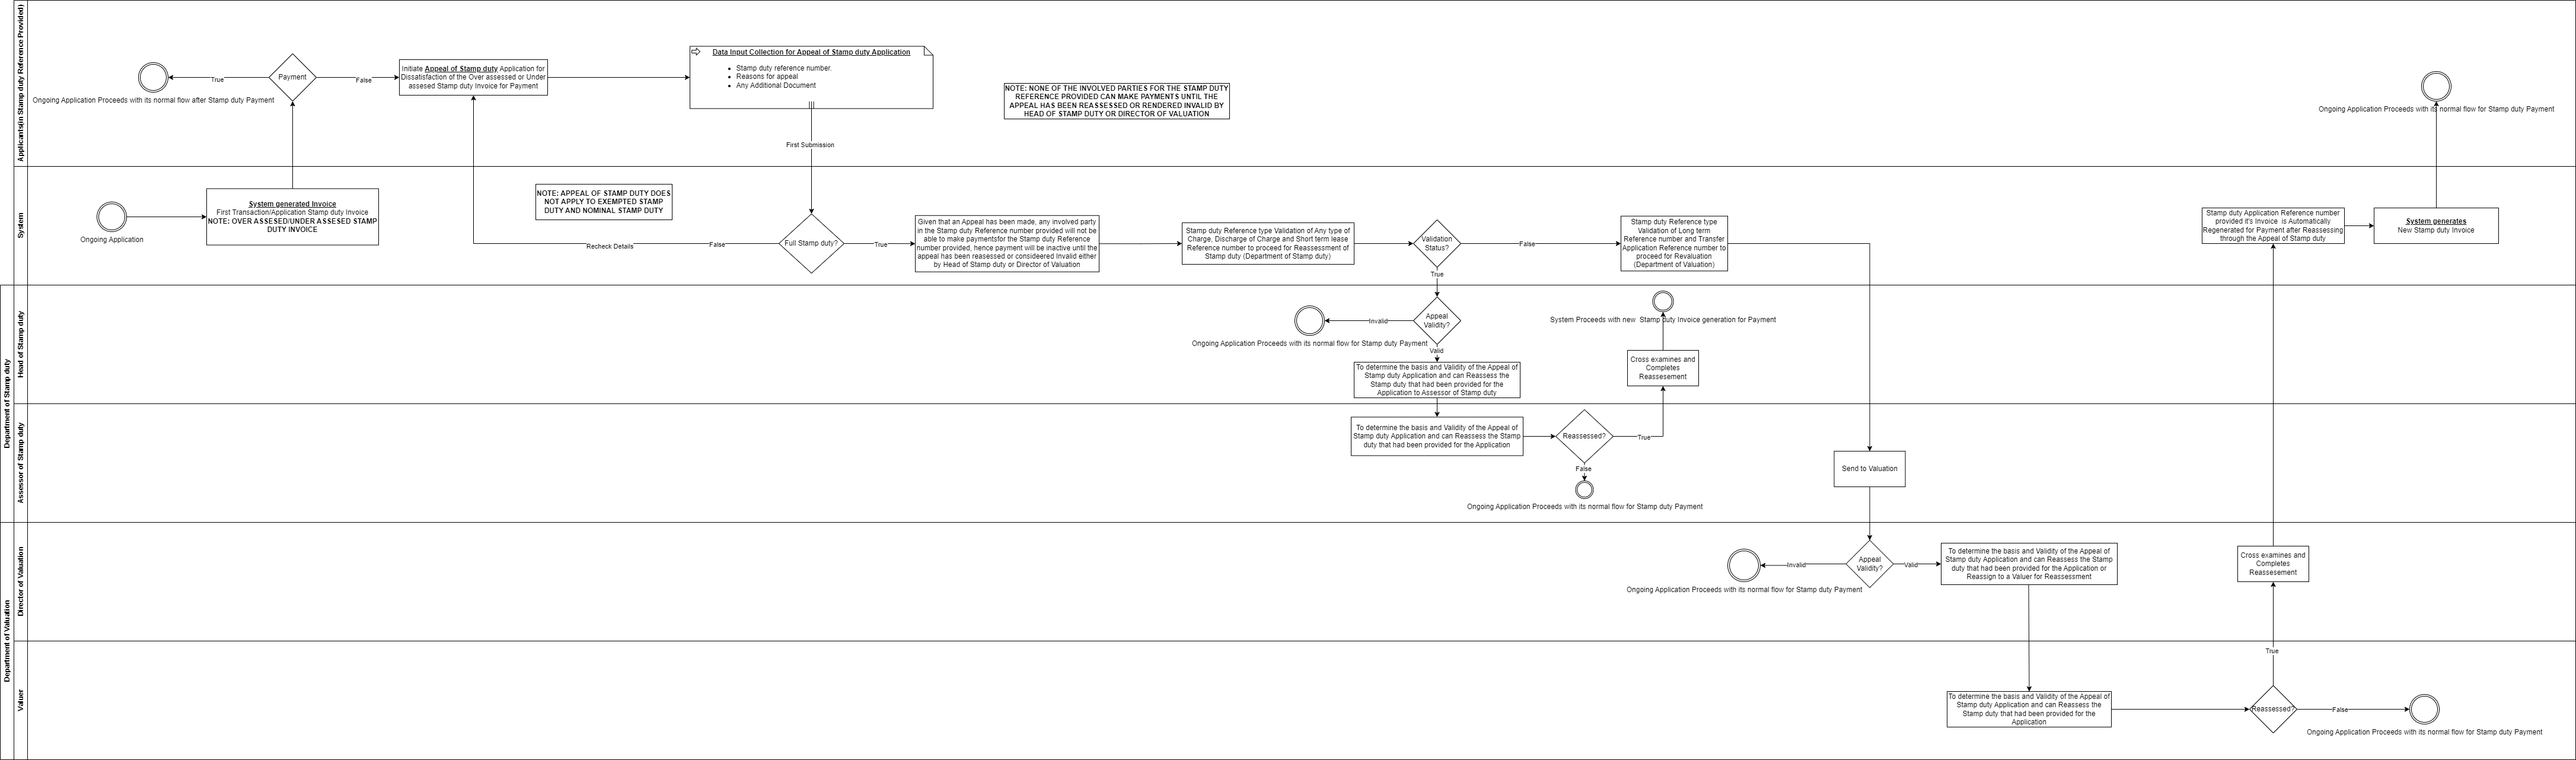 Applicants(in Stamp duty Reference Provided)
Payment
True
False
Ongoing Application Proceeds with its normal flow after Stamp duty Payment
Initiate Appeal of Stamp duty Application for
Dissatisfaction of the Over assessed or Under
assesed Stamp duty Invoice for Payment
Data Input Collection for Appeal of Stamp duty Application
Stamp duty reference number.
Reasons for appeal
Any Additional Document
First Submission
NOTE: NONE OF THE INVOLVED PARTIES FOR THE STAMP DUTY
REFERENCE PROVIDED CAN MAKE PAYMENTS UNTIL THE
APPEAL HAS BEEN REASSESSED OR RENDERED INVALID BY
HEAD OF STAMP DUTY OR DIRECTOR OF VALUATION
Ongoing Application Proceeds with its normal flow for Stamp duty Payment
System
Ongoing Application
System generated Invoice
First Transaction/Application Stamp duty Invoice
NOTE: OVER ASSESED/UNDER ASSESED STAMP
DUTY INVOICE
NOTE: APPEAL OF STAMP DUTY DOES
NOT APPLY TO EXEMPTED STAMP
DUTY AND NOMINAL STAMP DUTY
Recheck Details
False
Full Stamp duty?
True
Given that an Appeal has been made, any involved party
in the Stamp duty Reference number provided will not be
able to make paymentsfor the Stamp duty Reference
number provided, hence payment will be inactive until the
appeal has been reassessed or consideered Invalid either
by Head of Stamp duty or Director of Valuation
Stamp duty Reference type Validation of Any type of
Charge, Discharge of Charge and Short term lease
Reference number to proceed for Reassessment of
Stamp duty (Department of Stamp duty)
Validation
Status?
False
True
Stamp duty Reference type
Validation of Long term
Reference number and Transfer
Application Reference number to
proceed for Revaluation
(Department of Valuation)
Stamp duty Application Reference number
provided it's Invoice is Automatically
Regenerated for Payment after Reassessing
through the Appeal of Stamp duty
System generates
New Stamp duty Invoice
Department of Stamp duty
Head of Stamp duty
Appeal
Validity?
Invalid
Ongoing Application Proceeds with its normal flow for Stamp duty Payment
Valid
To determine the basis and Validity of the Appeal of
Stamp duty Application and can Reassess the
Stamp duty that had been provided for the
Application to Assessor of Stamp duty
System Proceeds with new Stamp duty Invoice generation for Payment
Cross examines and
Completes
Reassesement
Assessor of Stamp duty
To determine the basis and Validity of the Appeal of
Stamp duty Application and can Reassess the Stamp
duty that had been provided for the Application
Reassessed?
True
False
Ongoing Application Proceeds with its normal flow for Stamp duty Payment
Send to Valuation
Department of Valuation
Director of Valuation
Appeal
Validity?
Invalid
Valid
Ongoing Application Proceeds with its normal flow for Stamp duty Payment
To determine the basis and Validity of the Appeal of
Stamp duty Application and can Reassess the Stamp
duty that had been provided for the Application or
Reassign to a Valuer for Reassessment
Cross examines and
Completes
Reassesement
Valuer
To determine the basis and Validity of the Appeal of
Stamp duty Application and can Reassess the
Stamp duty that had been provided for the
Application
True
Reassessed?
False
Ongoing Application Proceeds with its normal flow for Stamp duty Payment